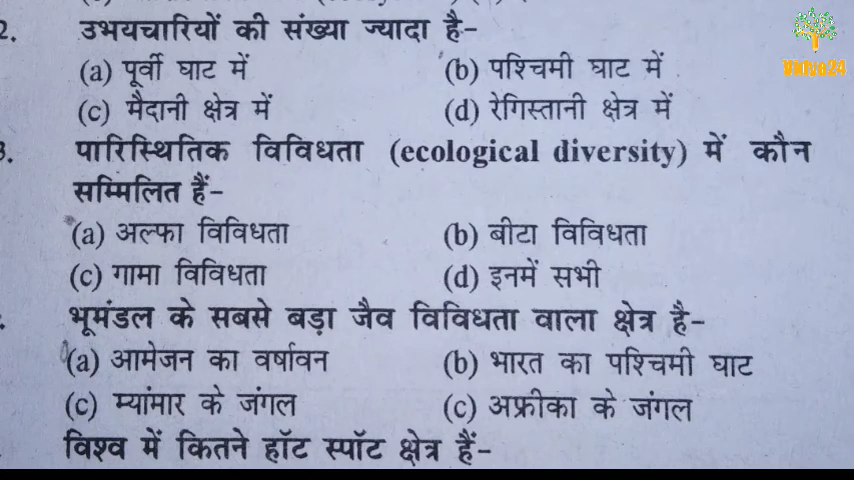 2. उभयचारियों की संख्या ज्यादा है-
(a) पूर्वी घाट में (b) पश्चिमी घाट में
(c) मैदानी क्षेत्र में (d) रेगिस्तानी क्षेत्र में
3. पारिस्थितिक विविधता (ecological diversity) में कौन
सम्मिलित हैं-
(a) अल्फा विविधता (b) बीटा विविधता
(c) गामा विविधता (d) इनमें सभी
भूमंडल के सबसे बड़ा जैव विविधता वाला क्षेत्र है-
(a) आमेजन का वर्षावन (b) भारत का पश्चिमी घाट
(c) म्यांमार के जंगल (c) अफ्रीका के जंगल
विश्व में कितने हॉट स्पॉट क्षेत्र हैं-